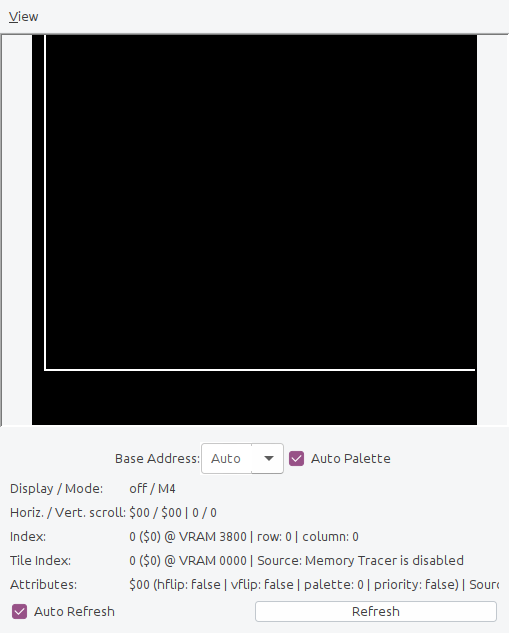 View
Base Address: Auto Auto Palette
Display / Mode: off / M4
Horiz. / Vert. scroll: $00 / $00 | 0 / 0
Index: 0 ($0) @ VRAM 3800 | row: 0 | column: 0
Tile Index: 0 ($0) @ VRAM 0000 | Source: Memory Tracer is disabled
Attributes: $00 (hflip: false | vflip: false | palette: 0 | priority: false) | Sourc
Auto Refresh Refresh